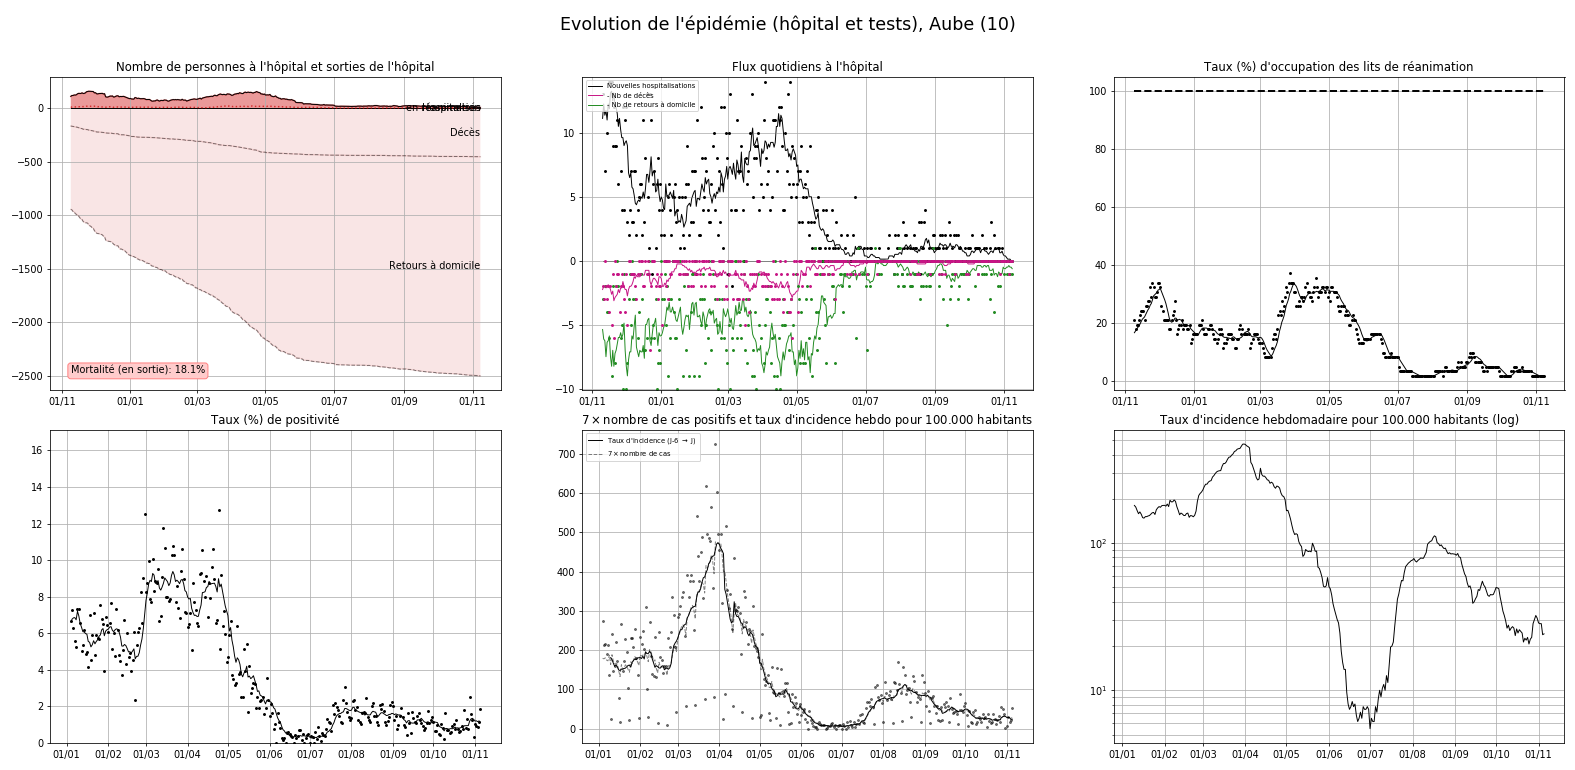 Evolution de l'épidémie (hôpital et tests), Aube (10)
Nombre de personnes à l'hôpital et sorties de l'hôpital
0
−500
−1000
−1500
−2000
−2500
Décès
Retours à domicile
Mortalité (en sortie): 18.1%
01/11 01/01 01/03 01/05 01/07 01/09 01/11
Flux quotidiens à l'hôpital
Nouvelles hospitalisations
- Nb de décès
- Nb de retours à domicile
10
5
0
−5
−10
01/11 01/01 01/03 01/05 01/07 01/09 01/11
Taux (%) d'occupation des lits de réanimation
100
80
60
40
20
0
01/11 01/01 01/03 01/05 01/07 01/09 01/11
Taux (%) de positivité
16
14
12
10
8
6
4
2
0
01/01 01/02 01/03 01/04 01/05 01/06 01/07 01/08 01/09 01/10 01/11
7 × nombre de cas positifs et taux d'incidence hebdo pour 100.000 habitants
Taux d'incidence (J-6 → J)
7 × nombre de cas
700
600
500
400
300
200
100
0
01/01 01/02 01/03 01/04 01/05 01/06 01/07 01/08 01/09 01/10 01/11
Taux d'incidence hebdomadaire pour 100.000 habitants (log)
10²
10¹
01/01 01/02 01/03 01/04 01/05 01/06 01/07 01/08 01/09 01/10 01/11